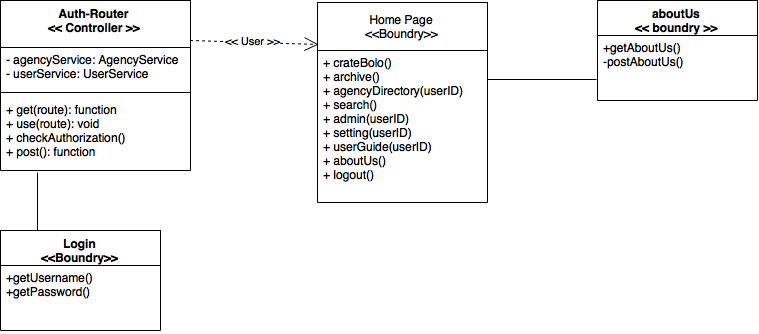 Auth-Router
<< Controller >>
- agencyService: AgencyService
- userService: UserService
+ get(route): function
+ use(route): void
+ checkAuthorization()
+ post(): function
<< User >>
Home Page
<<Boundry>>
+ crateBolo()
+ archive()
+ agencyDirectory(userID)
+ search()
+ admin(userID)
+ setting(userID)
+ userGuide(userID)
+ aboutUs()
+ logout()
aboutUs
<< boundry >>
+getAboutUs()
-postAboutUs()
Login
<<Boundry>>
+getUsername()
+getPassword()